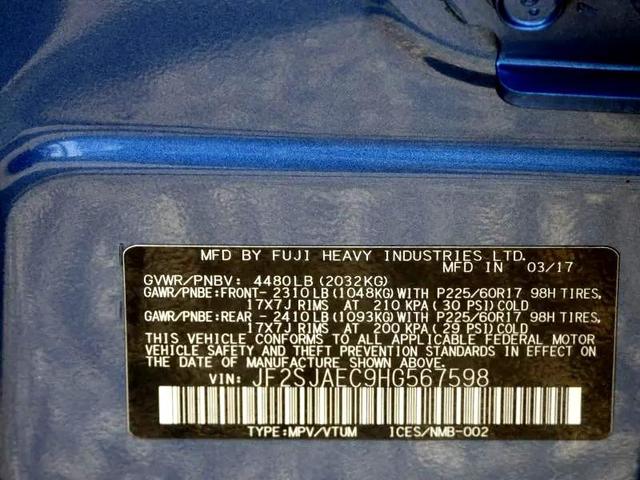 MFD BY FUJI HEAVY INDUSTRIES LTD.
MFD IN 03/17
GVWR/PNBV: 4480LB (2032KG)
GAWR/PNBE:FRONT-2310LB (1048KG) WITH P225/60R17 98H TIRES,
17X7J RIMS AT 210 KPA (30 PSI) COLD
GAWR/PNBE:REAR -2410LB (1093KG) WITH P225/60R17 98H TIRES,
17X7J RIMS AT 200 KPA (29 PSI) COLD
THIS VEHICLE CONFORMS TO ALL APPLICABLE FEDERAL MOTOR
VEHICLE SAFETY AND THEFT PREVENTION STANDARDS IN EFFECT ON
THE DATE OF MANUFACTURE SHOWN ABOVE.
VIN: JF2SJAEC9HG567598
TYPE:MPV/VTUM ICES/NMB-002